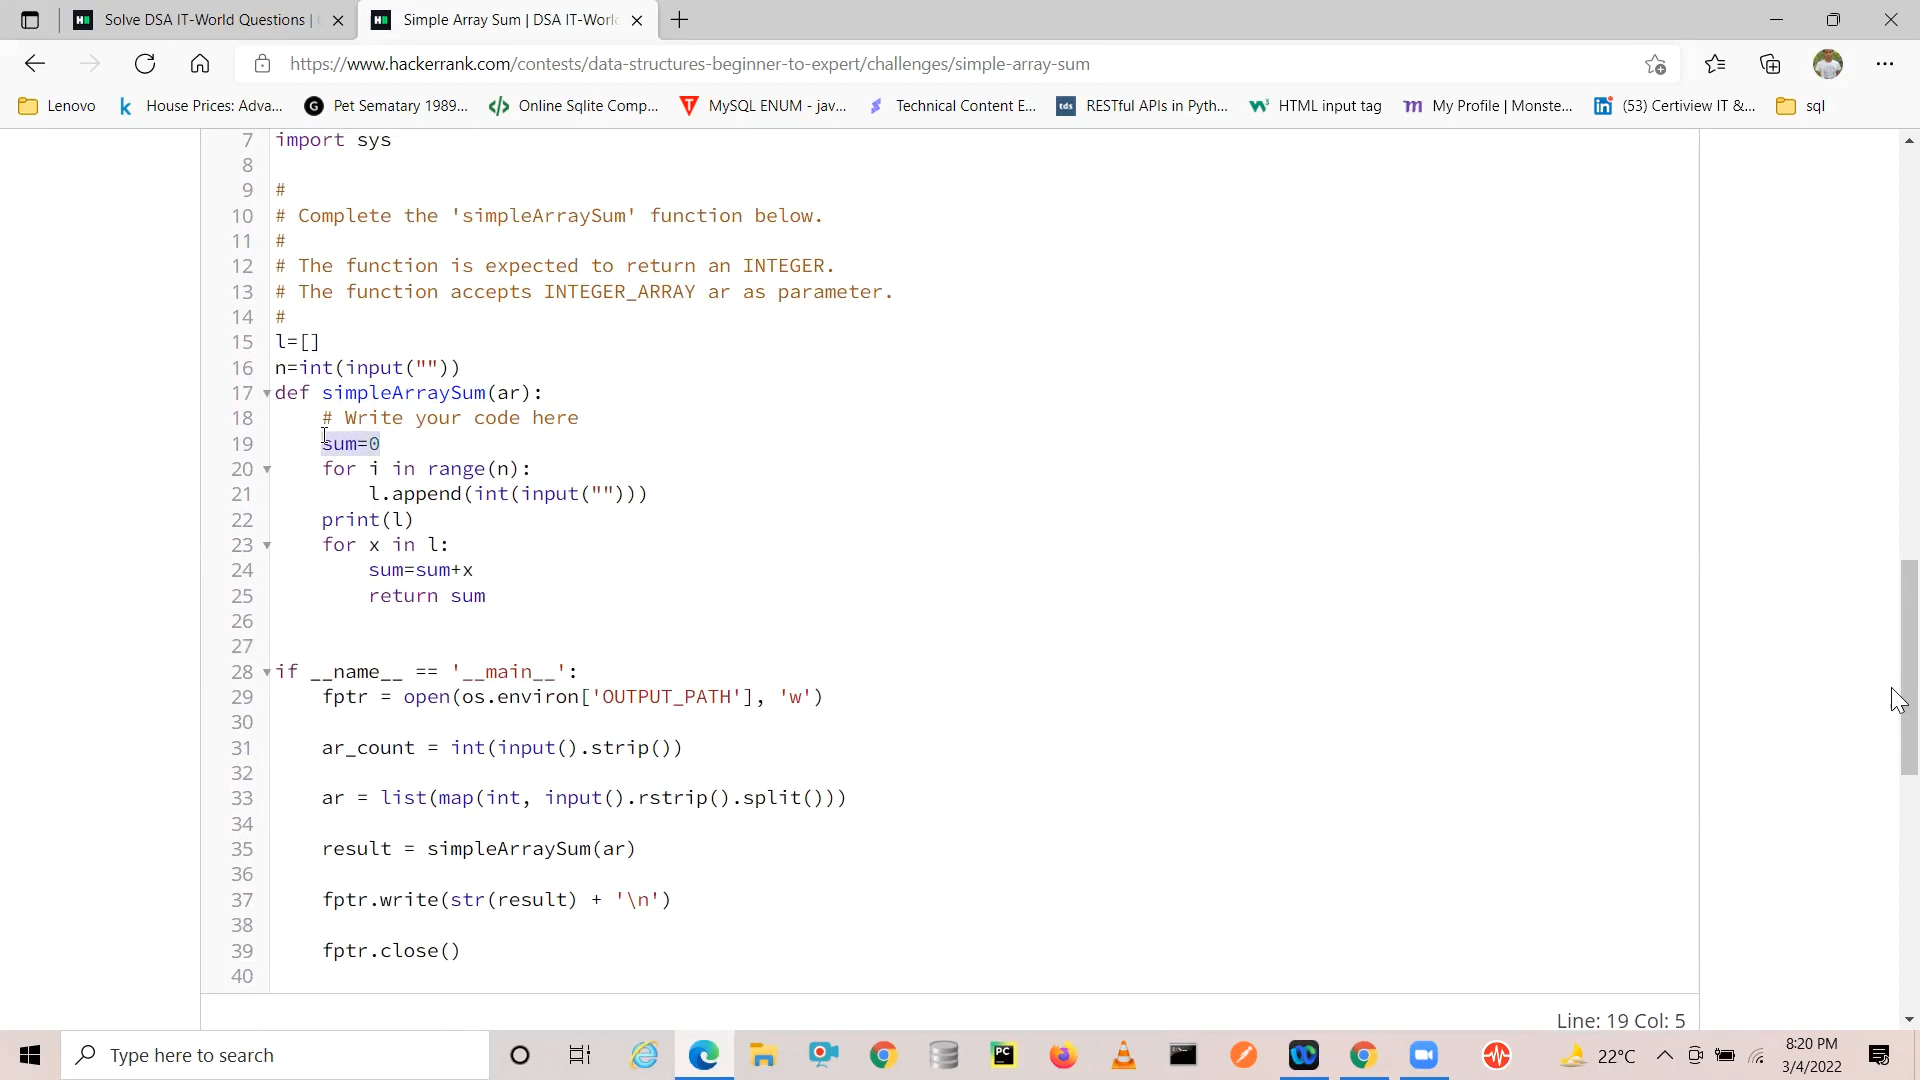 Solve DSA IT-World Questions |
Simple Array Sum | DSA IT-Worl
https://www.hackerrank.com/contests/data-structures-beginner-to-expert/challenges/simple-array-sum
Lenovo
House Prices: Adva...
Pet Sematary 1989...
Online Sqlite Comp...
MySQL ENUM - jav...
Technical Content E...
RESTful APIs in Pyth...
HTML input tag
My Profile | Monste...
(53) Certiview IT &...
sql
7 import sys
8
9 #
10 # Complete the 'simpleArraySum' function below.
11 #
12 # The function is expected to return an INTEGER.
13 # The function accepts INTEGER_ARRAY ar as parameter.
14 #
15 l=[]
16 n=int(input(""))
17 def simpleArraySum(ar):
18 # Write your code here
19 sum=0
20 for i in range(n):
21 l.append(int(input("")))
22 print(l)
23 for x in l:
24 sum=sum+x
25 return sum
26
27
28 if __name__ == '__main__':
29 fptr = open(os.environ['OUTPUT_PATH'], 'w')
30
31 ar_count = int(input().strip())
32
33 ar = list(map(int, input().rstrip().split()))
34
35 result = simpleArraySum(ar)
36
37 fptr.write(str(result) + '\n')
38
39 fptr.close()
40
Line: 19 Col: 5
Type here to search
22°C
8:20 PM
3/4/2022